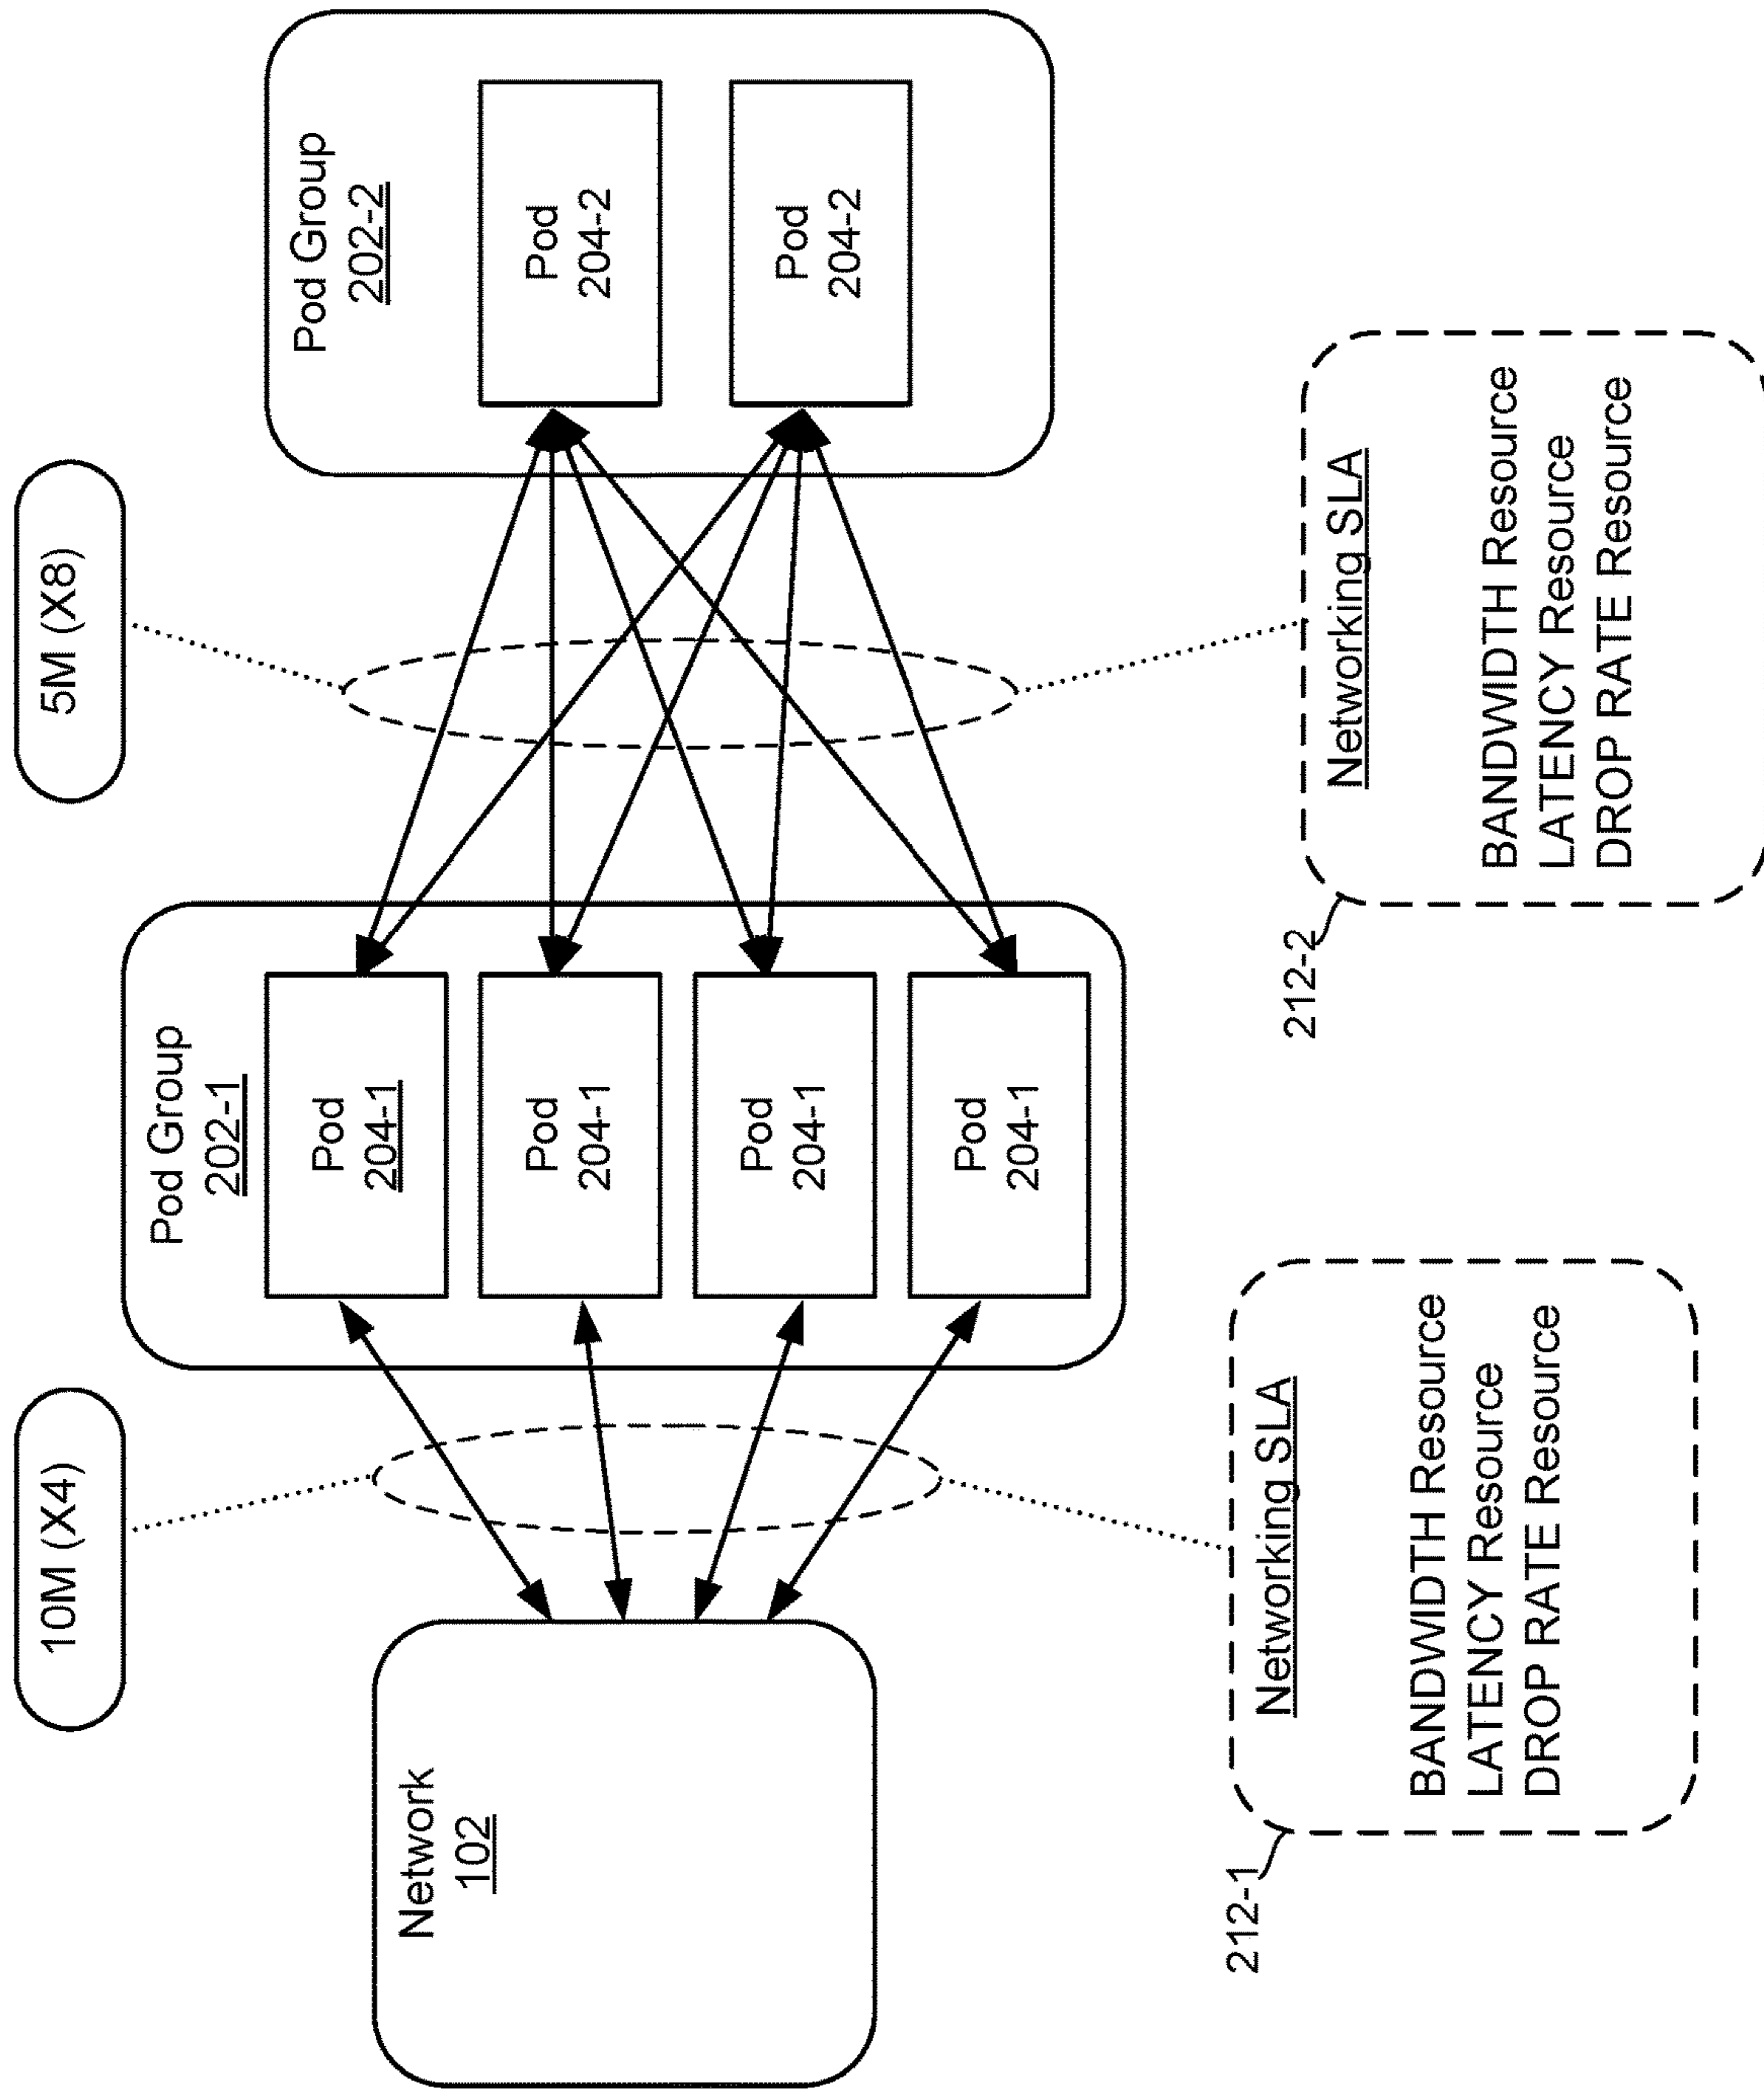 10M (X4)
5M (X8)
Network
102
Pod Group
202-1
Pod
204-1
Pod
204-1
Pod
204-1
Pod
204-1
Pod Group
202-2
Pod
204-2
Pod
204-2
212-1
Networking SLA
BANDWIDTH Resource
LATENCY Resource
DROP RATE Resource
212-2
Networking SLA
BANDWIDTH Resource
LATENCY Resource
DROP RATE Resource